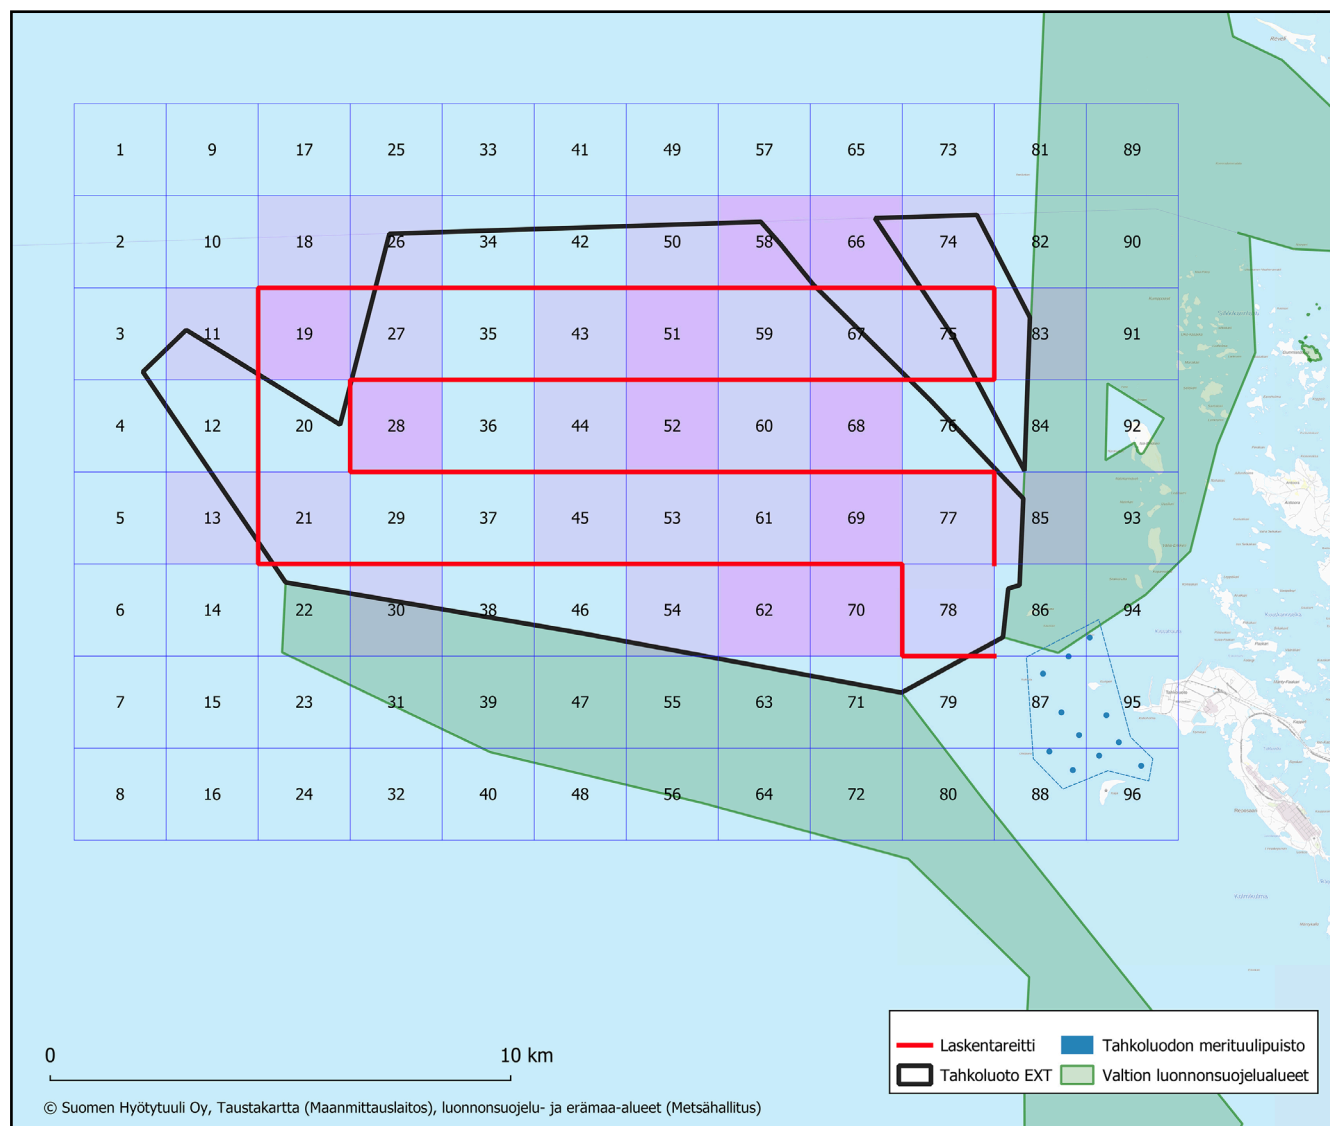 1 9 17 25 33 41 49 57 65 73 81 89
2 10 18 26 34 42 50 58 66 74 82 90
3 11 19 27 35 43 51 59 67 75 83 91
4 12 20 28 36 44 52 60 68 76 84 92
5 13 21 29 37 45 53 61 69 77 85 93
6 14 22 30 38 46 54 62 70 78 86 94
7 15 23 31 39 47 55 63 71 79 87 95
8 16 24 32 40 48 56 64 72 80 88 96
0 10 km
Laskentareitti
Tahkoluodon merituulipuisto
Tahkoluoto EXT
Valtion luonnonsuojelualueet
© Suomen Hyötytuuli Oy, Taustakartta (Maanmittauslaitos), luonnonsuojelu- ja erämaa-alueet (Metsähallitus)